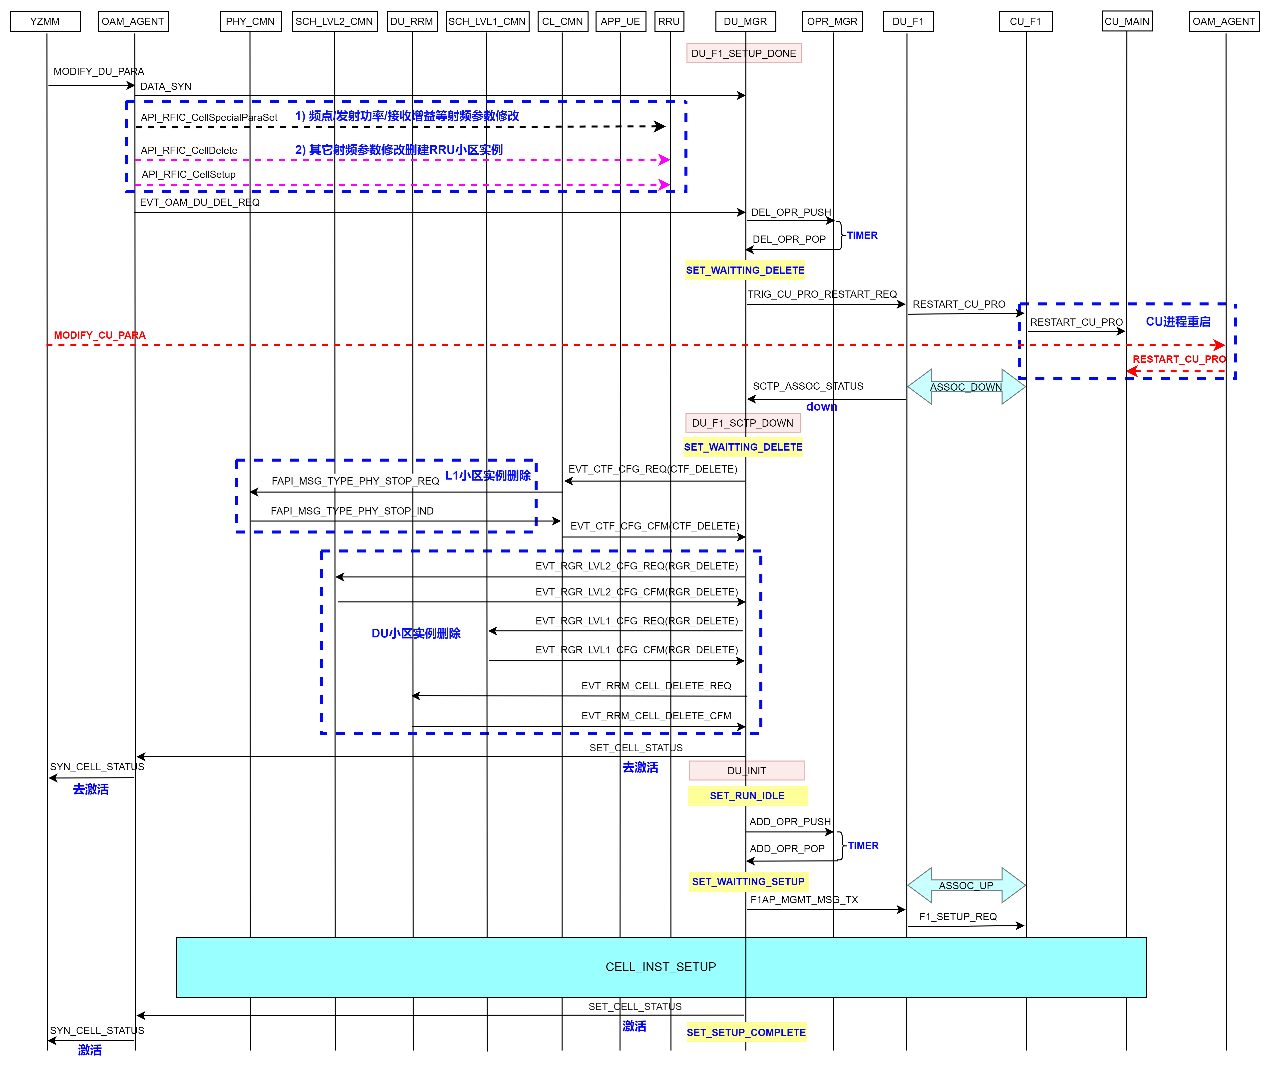 YZMM OAM_AGENT PHY_CMN SCH_LVL2_CMN DU_RRM SCH_LVL1_CMN CL_CMN APP_UE RRU DU_MGR OPR_MGR DU_F1 CU_F1 CU_MAIN OAM_AGENT
DU_F1_SETUP_DONE
MODIFY_DU_PARA
DATA_SYN
API_RFIC_CellSpecialParaSet 1) 频点/发射功率/接收增益等射频参数修改
API_RFIC_CellDelete 2) 其它射频参数修改删建RRU小区实例
API_RFIC_CellSetup
EVT_OAM_DU_DEL_REQ
DEL_OPR_PUSH
TIMER
DEL_OPR_POP
SET_WAITTING_DELETE
TRIG_CU_PRO_RESTART_REQ
RESTART_CU_PRO
RESTART_CU_PRO CU进程重启
MODIFY_CU_PARA
RESTART_CU_PRO
SCTP_ASSOC_STATUS ASSOC_DOWN
down
DU_F1_SCTP_DOWN
SET_WAITTING_DELETE
EVT_CTF_CFG_REQ(CTF_DELETE)
L1小区实例删除
FAPI_MSG_TYPE_PHY_STOP_REQ
FAPI_MSG_TYPE_PHY_STOP_IND
EVT_CTF_CFG_CFM(CTF_DELETE)
EVT_RGR_LVL2_CFG_REQ(RGR_DELETE)
EVT_RGR_LVL2_CFG_CFM(RGR_DELETE)
EVT_RGR_LVL1_CFG_REQ(RGR_DELETE)
DU小区实例删除
EVT_RGR_LVL1_CFG_CFM(RGR_DELETE)
EVT_RRM_CELL_DELETE_REQ
EVT_RRM_CELL_DELETE_CFM
SET_CELL_STATUS
SYN_CELL_STATUS 去激活 DU_INIT
去激活
SET_RUN_IDLE
ADD_OPR_PUSH
TIMER
ADD_OPR_POP
SET_WAITTING_SETUP ASSOC_UP
F1AP_MGMT_MSG_TX
F1_SETUP_REQ
CELL_INST_SETUP
SET_CELL_STATUS
SYN_CELL_STATUS 激活 SET_SETUP_COMPLETE
激活